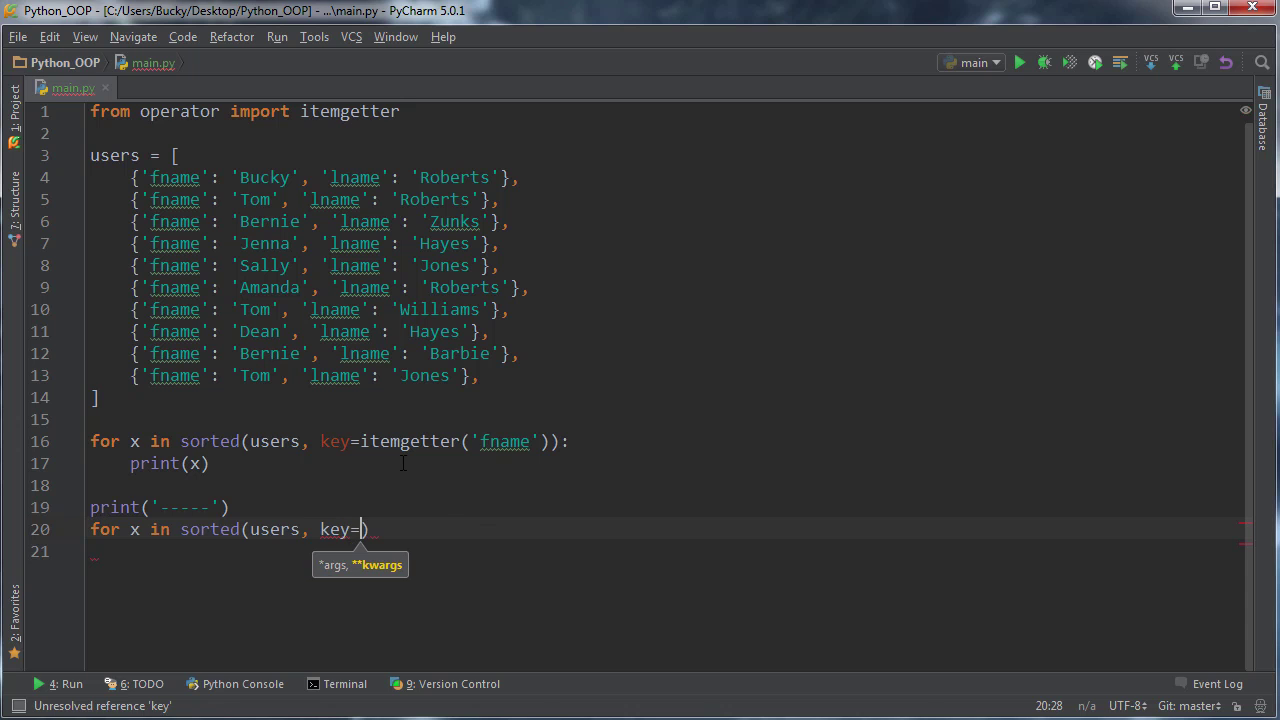 Python_OOP - [C:/Users/Bucky/Desktop/Python_OOP] - ...\main.py - PyCharm 5.0.1
File Edit View Navigate Code Refactor Run Tools VCS Window Help
Python_OOP main.py main VCS VCS
1: Project
7: Structure
2: Favorites
Database
main.py ×
1 from operator import itemgetter
2
3 users = [
4 {'fname': 'Bucky', 'lname': 'Roberts'},
5 {'fname': 'Tom', 'lname': 'Roberts'},
6 {'fname': 'Bernie', 'lname': 'Zunks'},
7 {'fname': 'Jenna', 'lname': 'Hayes'},
8 {'fname': 'Sally', 'lname': 'Jones'},
9 {'fname': 'Amanda', 'lname': 'Roberts'},
10 {'fname': 'Tom', 'lname': 'Williams'},
11 {'fname': 'Dean', 'lname': 'Hayes'},
12 {'fname': 'Bernie', 'lname': 'Barbie'},
13 {'fname': 'Tom', 'lname': 'Jones'},
14 ]
15
16 for x in sorted(users, key=itemgetter('fname')):
17 print(x)
18
19 print('-----')
20 for x in sorted(users, key=)
21
*args, **kwargs
4: Run 6: TODO Python Console Terminal 9: Version Control Event Log
Unresolved reference 'key' 20:28 n/a UTF-8 Git: master